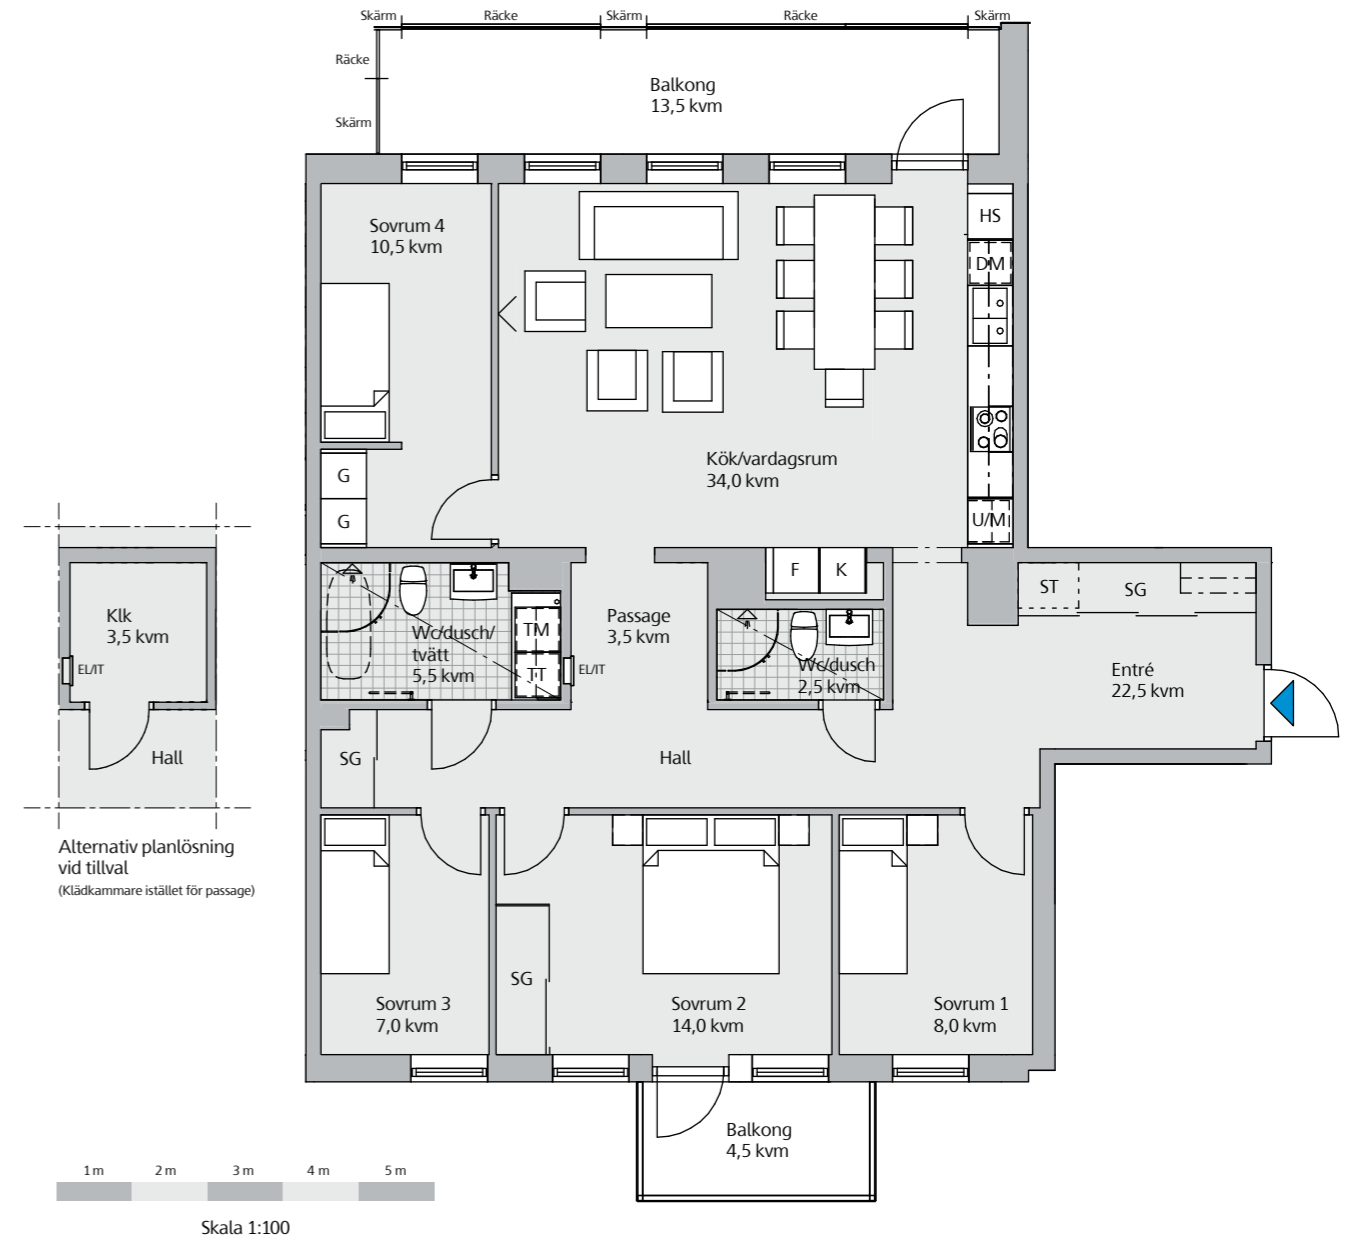 Skärm
Räcke
Skärm
Räcke
Skärm
Räcke
Skärm
Balkong
13,5 kvm
Sovrum 4
10,5 kvm
HS
DM
Kök/vardagsrum
34,0 kvm
G
G
U/M
F
K
ST
SG
Klk
3,5 kvm
EL/IT
Hall
Alternativ planlösning
vid tillval
(Klädkammare istället för passage)
Wc/dusch/
tvätt
5,5 kvm
TM
TT
EL/IT
Passage
3,5 kvm
Wc/dusch
2,5 kvm
Entré
22,5 kvm
SG
Hall
SG
Sovrum 3
7,0 kvm
Sovrum 2
14,0 kvm
Sovrum 1
8,0 kvm
Balkong
4,5 kvm
1 m
2 m
3 m
4 m
5 m
Skala 1:100